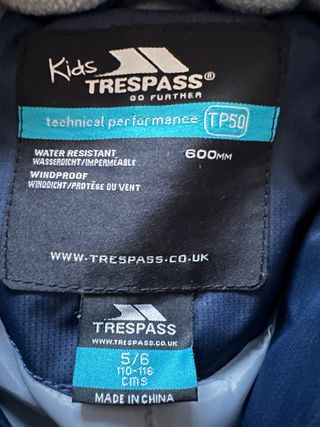 Kids
TRESPASS®
GO FURTHER
technical performance TP50
WATER RESISTANT 600MM
WASSERDICHT/IMPERMEABLE
WINDPROOF
WINDDICHT/PROTÈGE DU VENT
WWW.TRESPASS.CO.UK
TRESPASS
WWW.TRESPASS.CO.UK
5/6
110-116
CMS
MADE IN CHINA